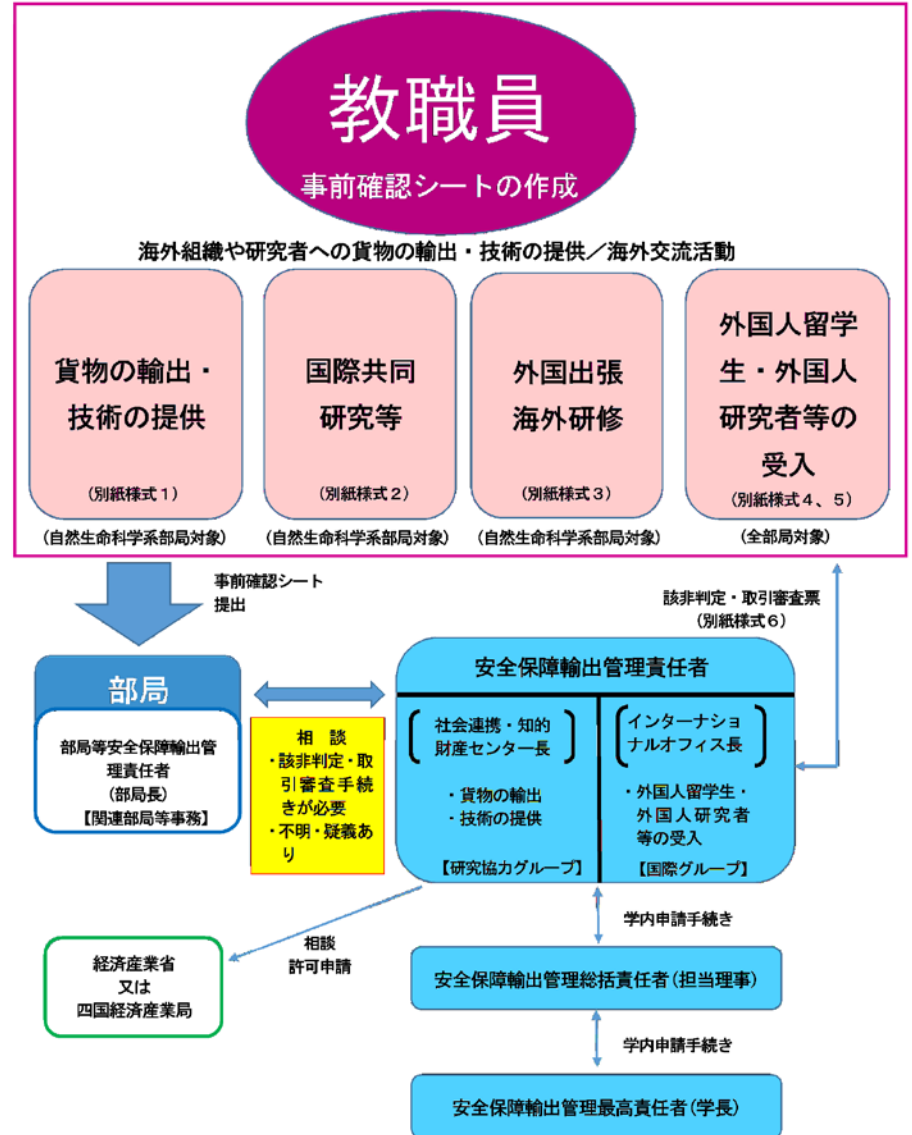 教職員
事前確認シートの作成
海外組織や研究者への貨物の輸出・技術の提供／海外交流活動
貨物の輸出・
技術の提供
(別紙様式1)
(自然生命科学系部局対象)
国際共同
研究等
(別紙様式2)
(自然生命科学系部局対象)
外国出張
海外研修
(別紙様式3)
(自然生命科学系部局対象)
外国人留学
生・外国人
研究者等の
受入
(別紙様式4、5)
(全部局対象)
事前確認シート
提出
該非判定・取引審査票
(別紙様式6)
部局
部局等安全保障輸出管
理責任者
(部局長)
【関連部局等事務】
相 談
・該非判定・取
引審査手続
きが必要
・不明・疑義あ
り
安全保障輸出管理責任者
社会連携・知的
財産センター長
・貨物の輸出
・技術の提供
【研究協力グループ】
インターナショ
ナルオフィス長
・外国人留学生・
外国人研究者
等の受入
【国際グループ】
学内申請手続き
相談
許可申請
経済産業省
又は
四国経済産業局
安全保障輸出管理総括責任者(担当理事)
学内申請手続き
安全保障輸出管理最高責任者(学長)